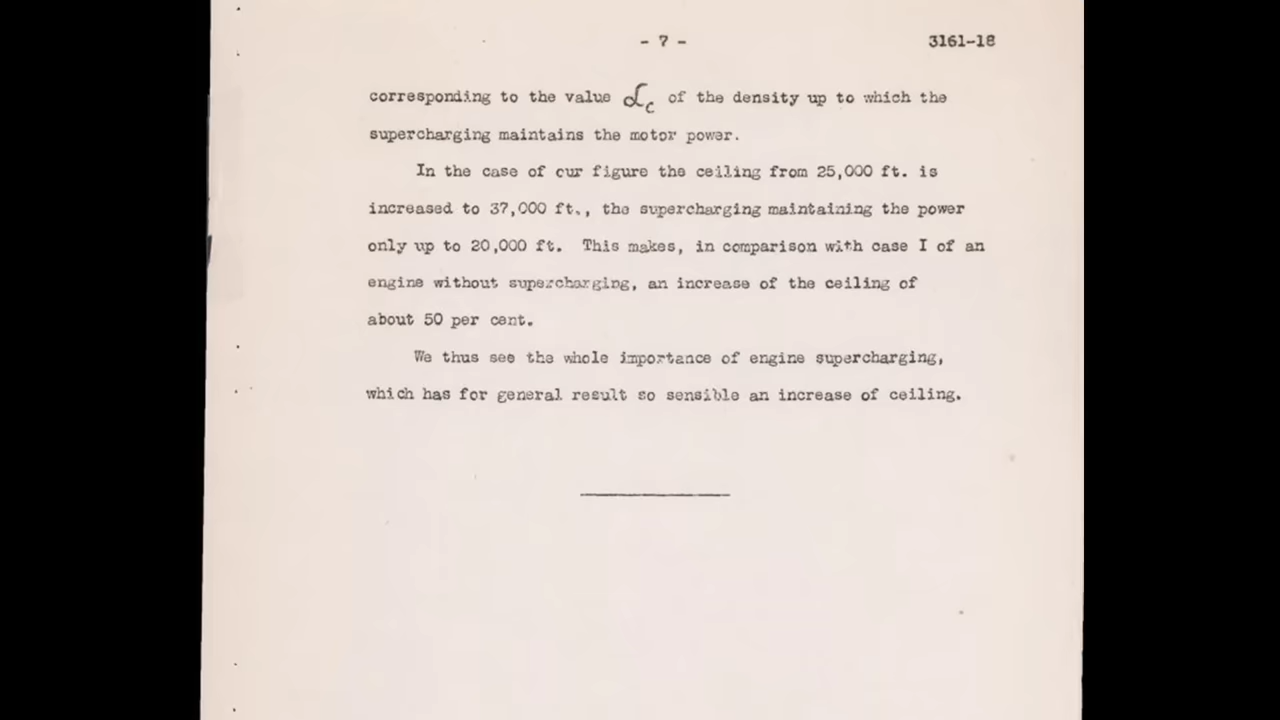 - 7 -
3161-18
corresponding to the value 𝒹c of the density up to which the
supercharging maintains the motor power.
In the case of our figure the ceiling from 25,000 ft. is
increased to 37,000 ft., the supercharging maintaining the power
only up to 20,000 ft. This makes, in comparison with case I of an
engine without supercharging, an increase of the ceiling of
about 50 per cent.
We thus see the whole importance of engine supercharging,
which has for general result so sensible an increase of ceiling.